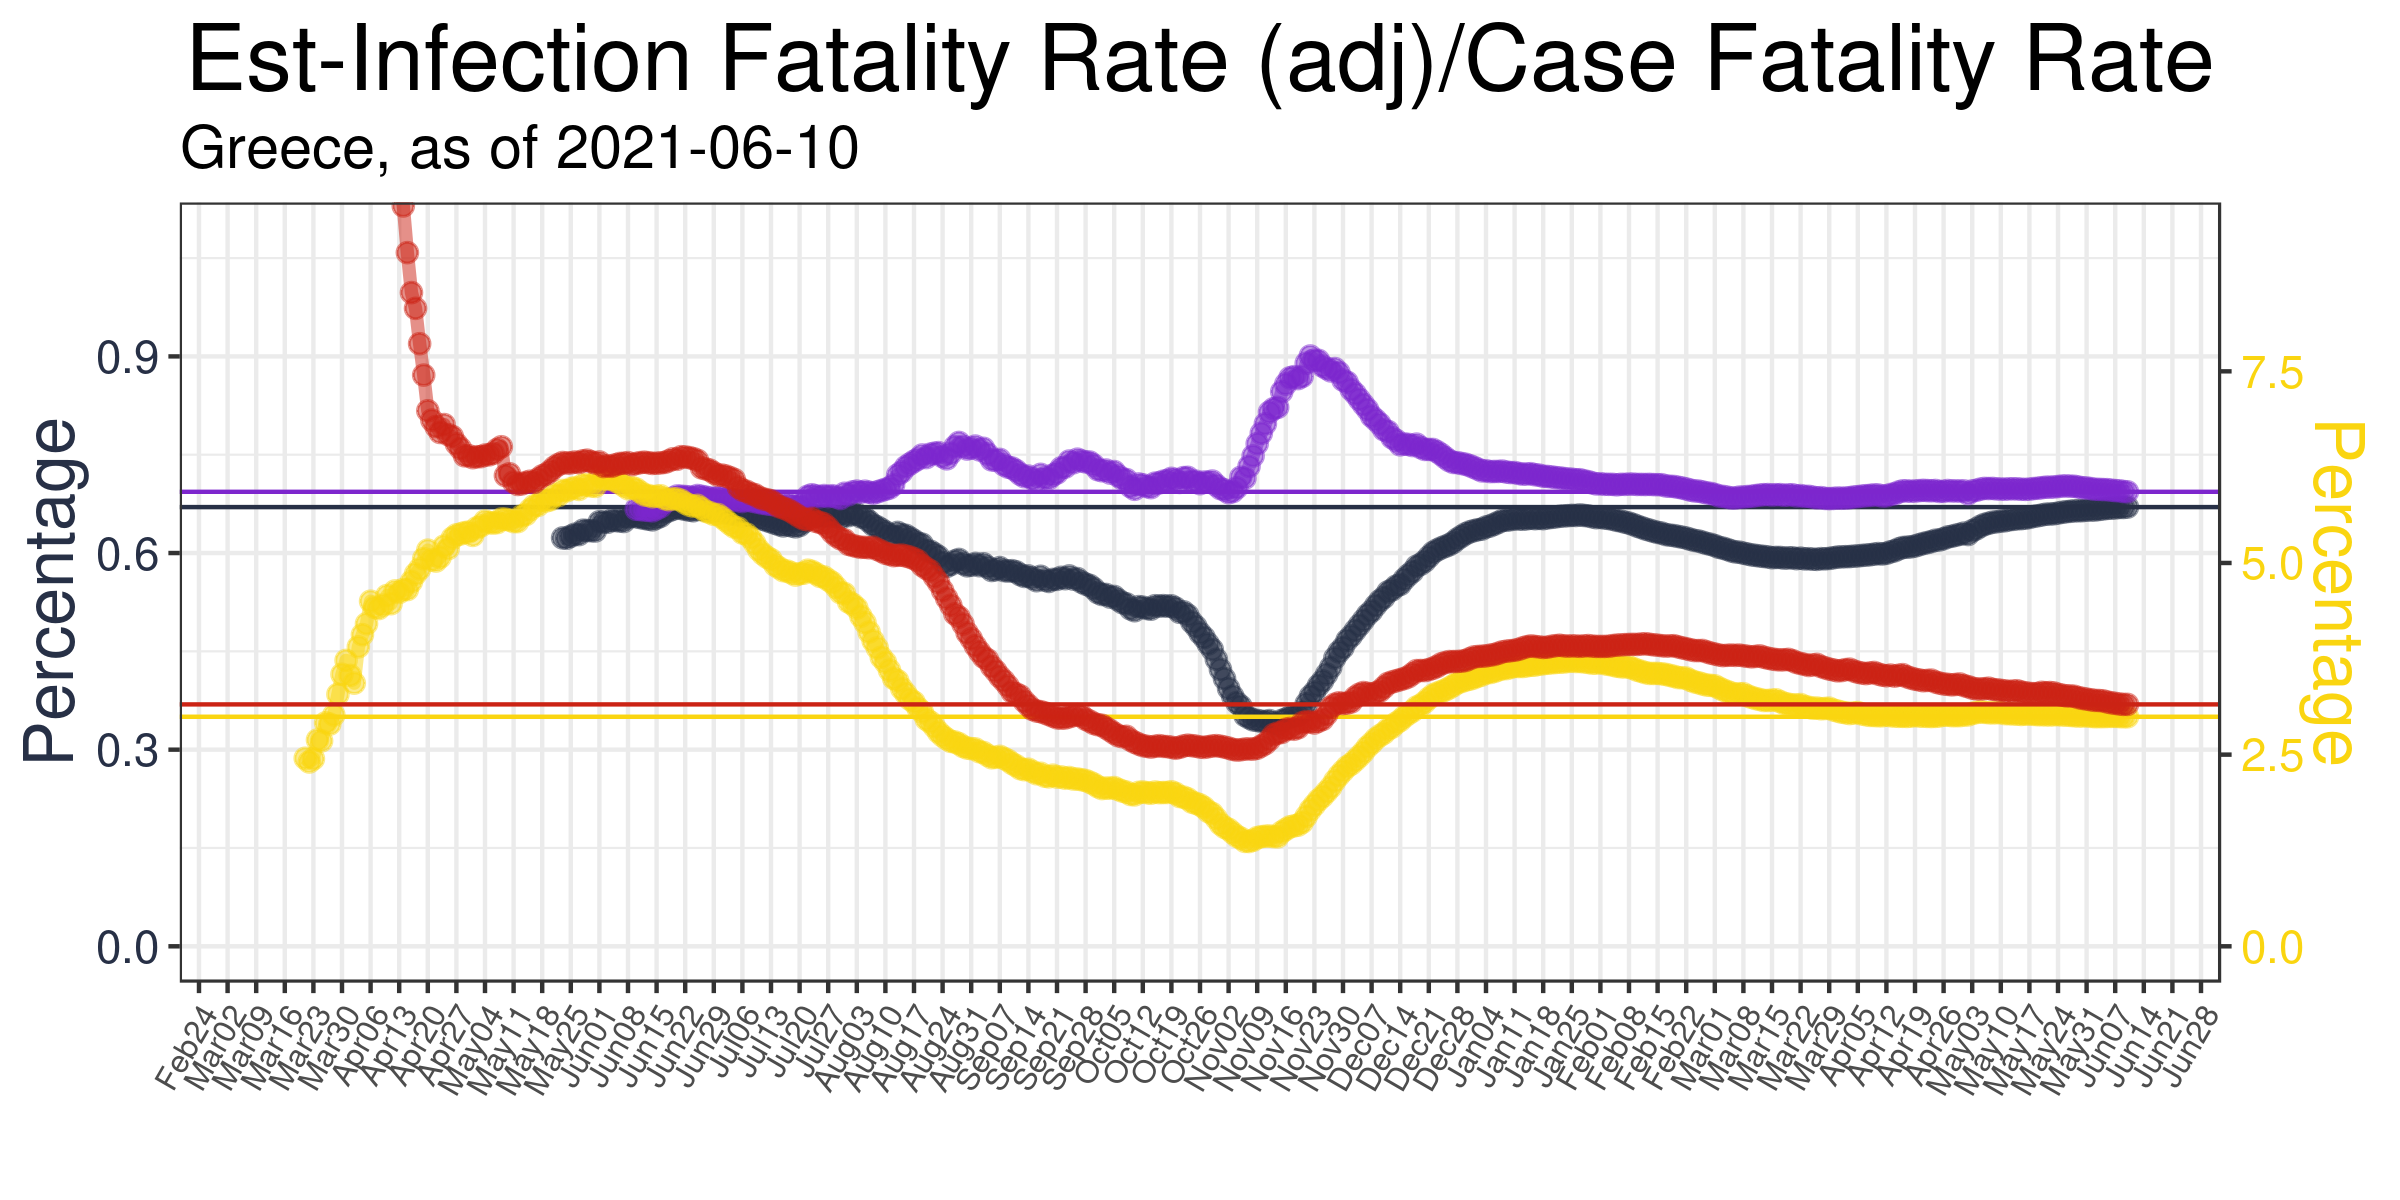 Est-Infection Fatality Rate (adj)/Case Fatality Rate
Greece, as of 2021-06-10
Percentage
0.9
0.6
0.3
0.0
7.5
5.0
2.5
0.0
Percentage
Feb24
Mar02
Mar09
Mar16
Mar23
Mar30
Apr06
Apr13
Apr20
Apr27
May04
May11
May18
May25
Jun01
Jun08
Jun15
Jun22
Jun29
Jul06
Jul13
Jul20
Jul27
Aug03
Aug10
Aug17
Aug24
Aug31
Sep07
Sep14
Sep21
Sep28
Oct05
Oct12
Oct19
Oct26
Nov02
Nov09
Nov16
Nov23
Nov30
Dec07
Dec14
Dec21
Dec28
Jan04
Jan11
Jan18
Jan25
Feb01
Feb08
Feb15
Feb22
Mar01
Mar08
Mar15
Mar22
Mar29
Apr05
Apr12
Apr19
Apr26
May03
May10
May17
May24
May31
Jun07
Jun14
Jun21
Jun28